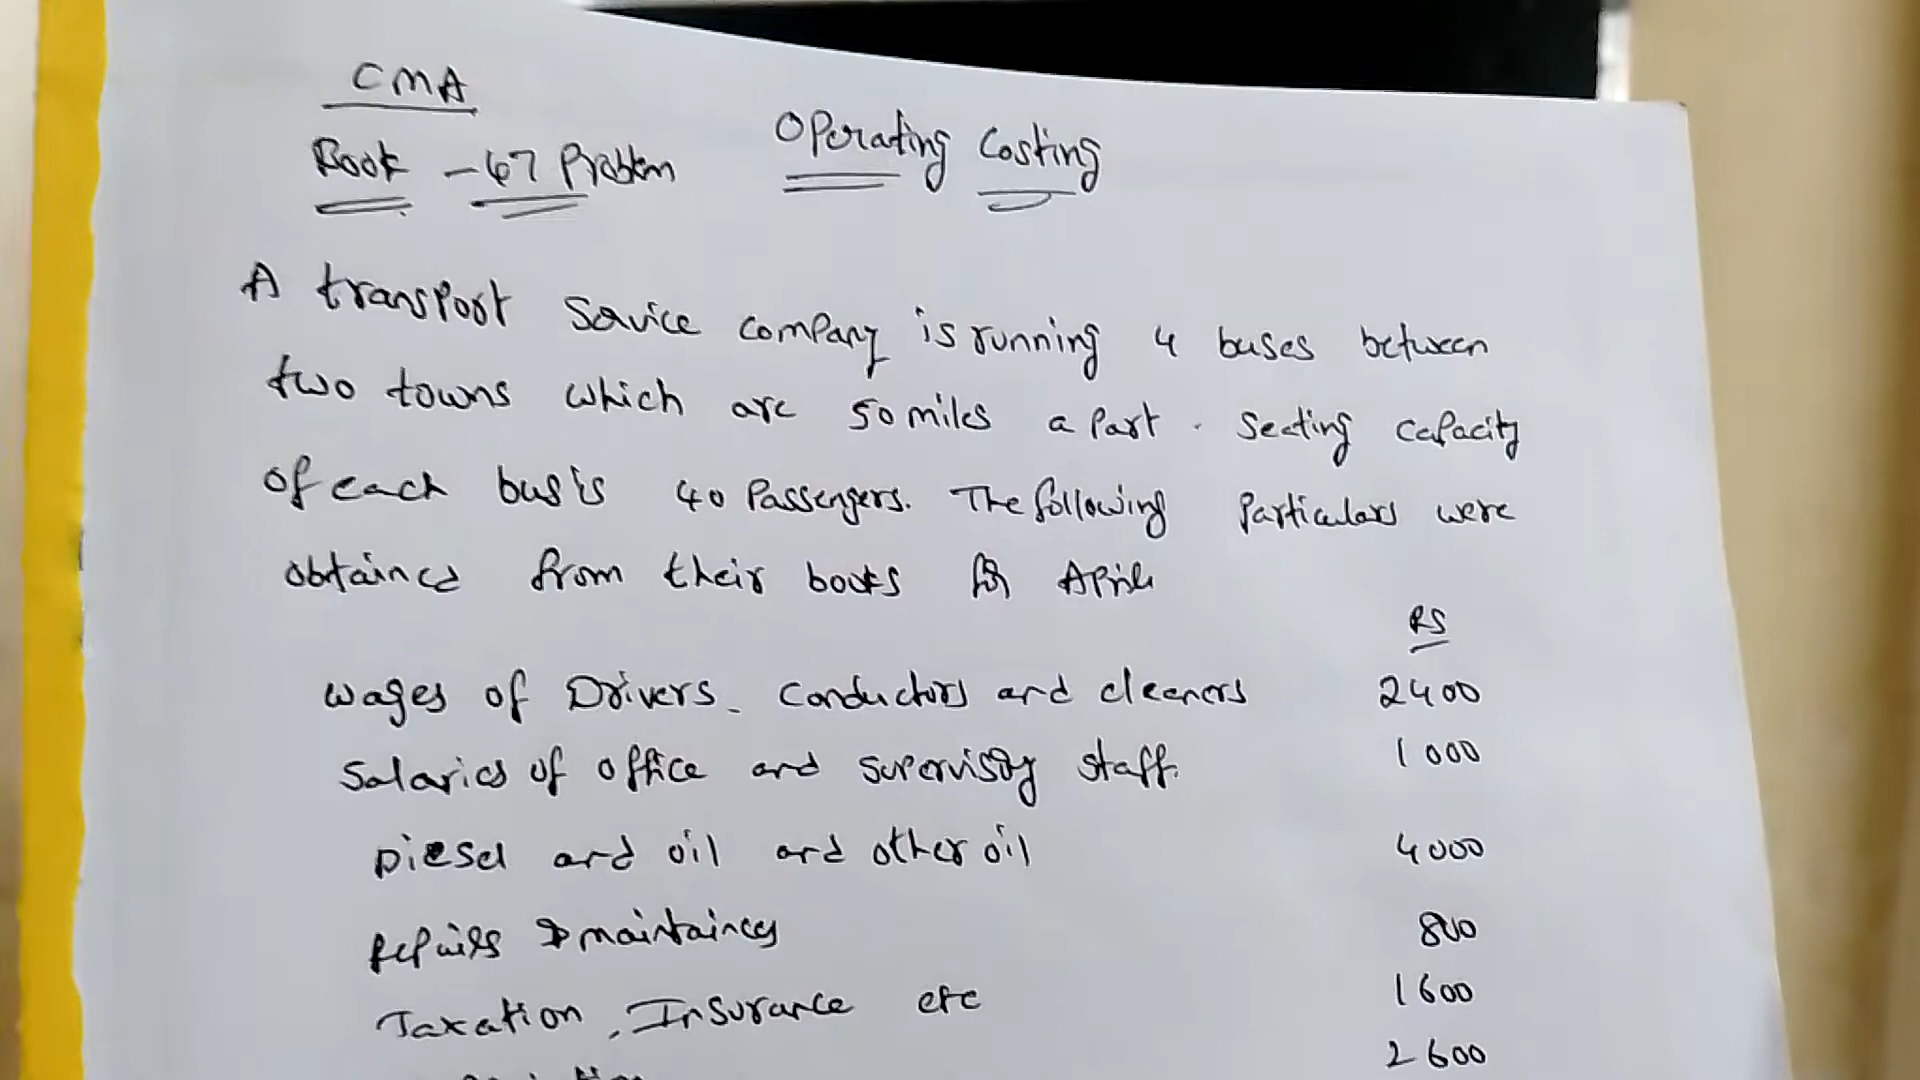 CMA
Book - 67 Problem
Operating Costing
A transport Service company is running 4 buses between
two towns which are 50 miles a part. Seating capacity
of each bus is 40 Passengers. The following Particulars were
obtained from their books for April
RS
wages of Drivers. Conductors and cleaners 2400
Salaries of office and supervisory staff. 1000
Diesel and oil and other oil 4000
Repairs & maintaincy 800
Taxation, Insurance etc 1600
2600